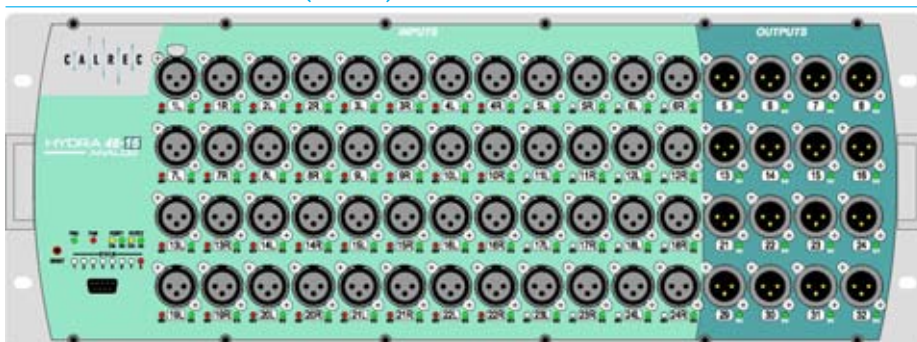 INPUTS OUTPUTS
CALREC
1L 1R 2L 2R 3L 3R 4L 4R 5L 5R 6L 6R 5 6 7 8
HYDRA 48-16
ANALOG
7L 7R 8L 8R 9L 9R 10L 10R 11L 11R 12L 12R 13 14 15 16
13L 13R 14L 14R 15L 15R 16L 16R 17L 17R 18L 18R 21 22 23 24
RESET
19L 19R 20L 20R 21L 21R 22L 22R 23L 23R 24L 24R 29 30 31 32